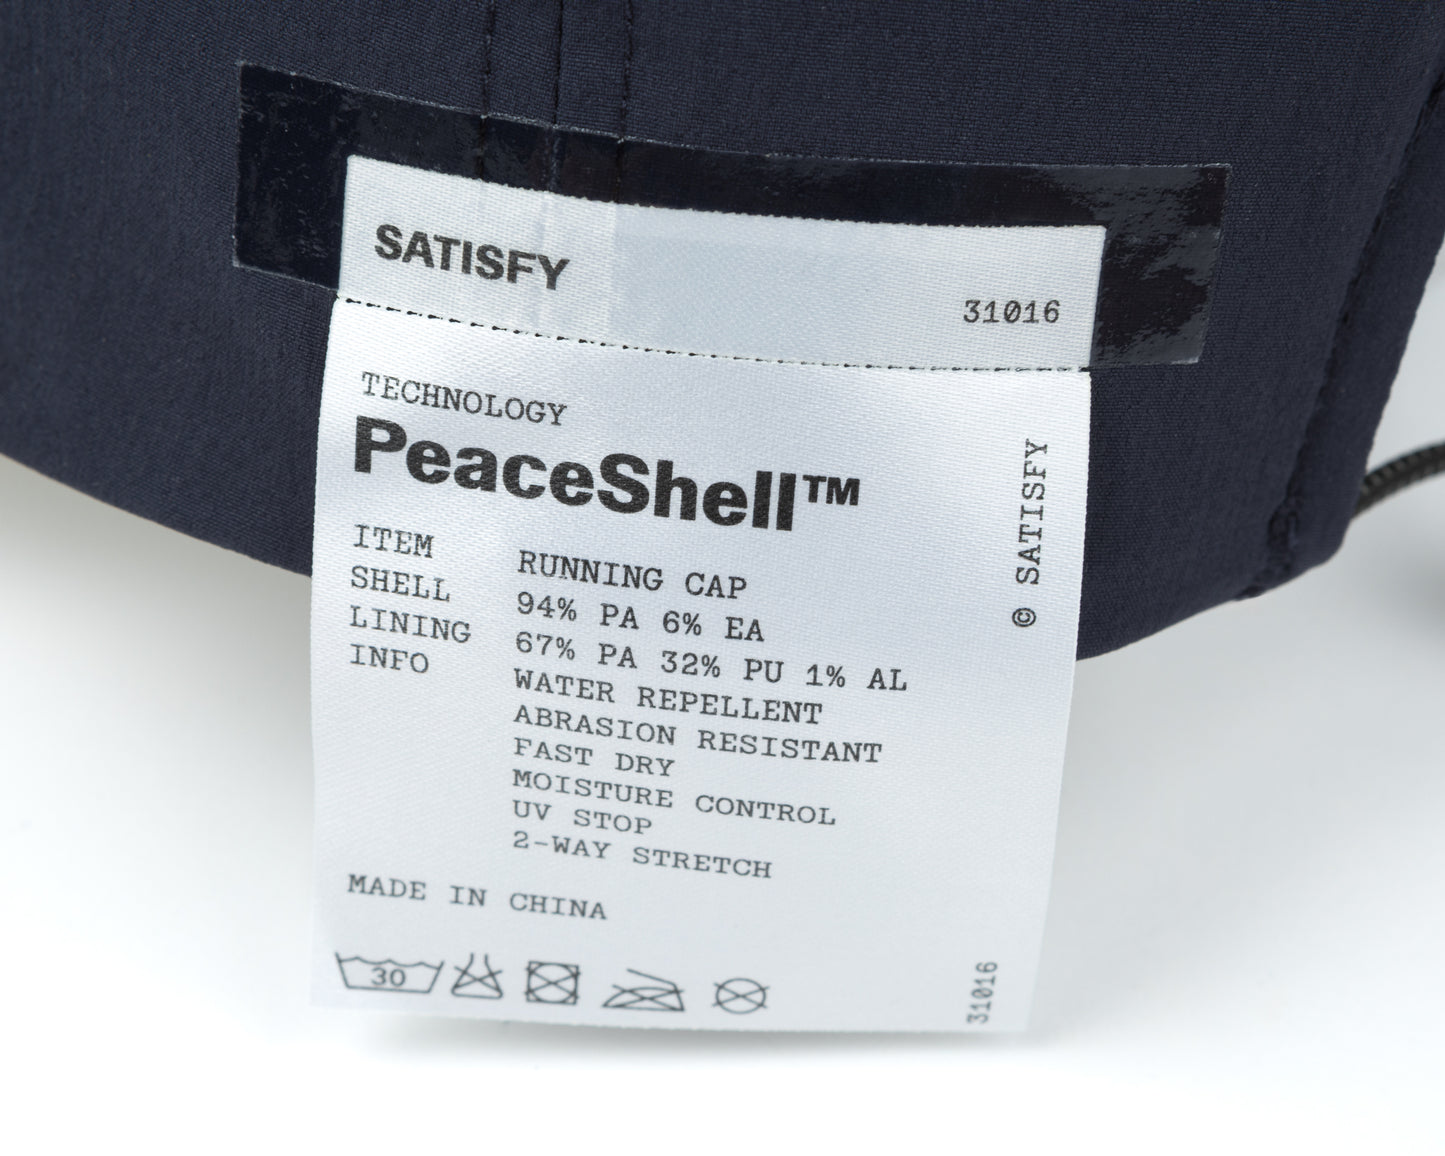 SATISFY
31016
TECHNOLOGY
PeaceShell™
© SATISFY
ITEM RUNNING CAP
SHELL 94% PA 6% EA
LINING 67% PA 32% PU 1% AL
INFO WATER REPELLENT
ABRASION RESISTANT
FAST DRY
MOISTURE CONTROL
UV STOP
2-WAY STRETCH
MADE IN CHINA
30
31016